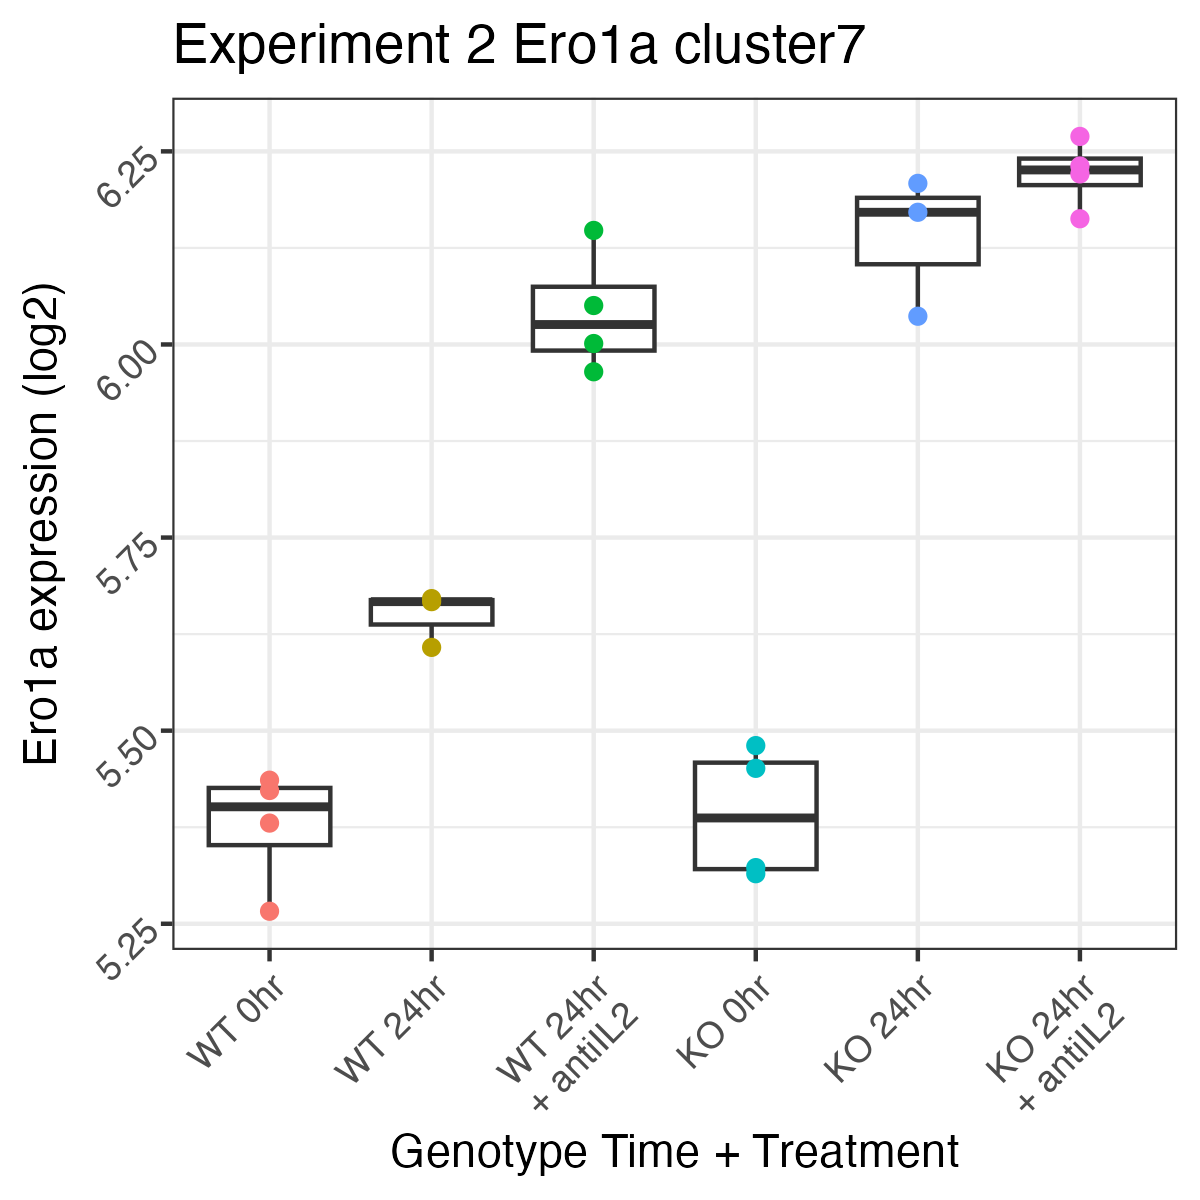 Experiment 2 Ero1a cluster7
Ero1a expression (log2)
6.25
6.00
5.75
5.50
5.25
WT 0hr
WT 24hr
WT 24hr
+ antiIL2
KO 0hr
KO 24hr
KO 24hr
+ antiIL2
Genotype Time + Treatment